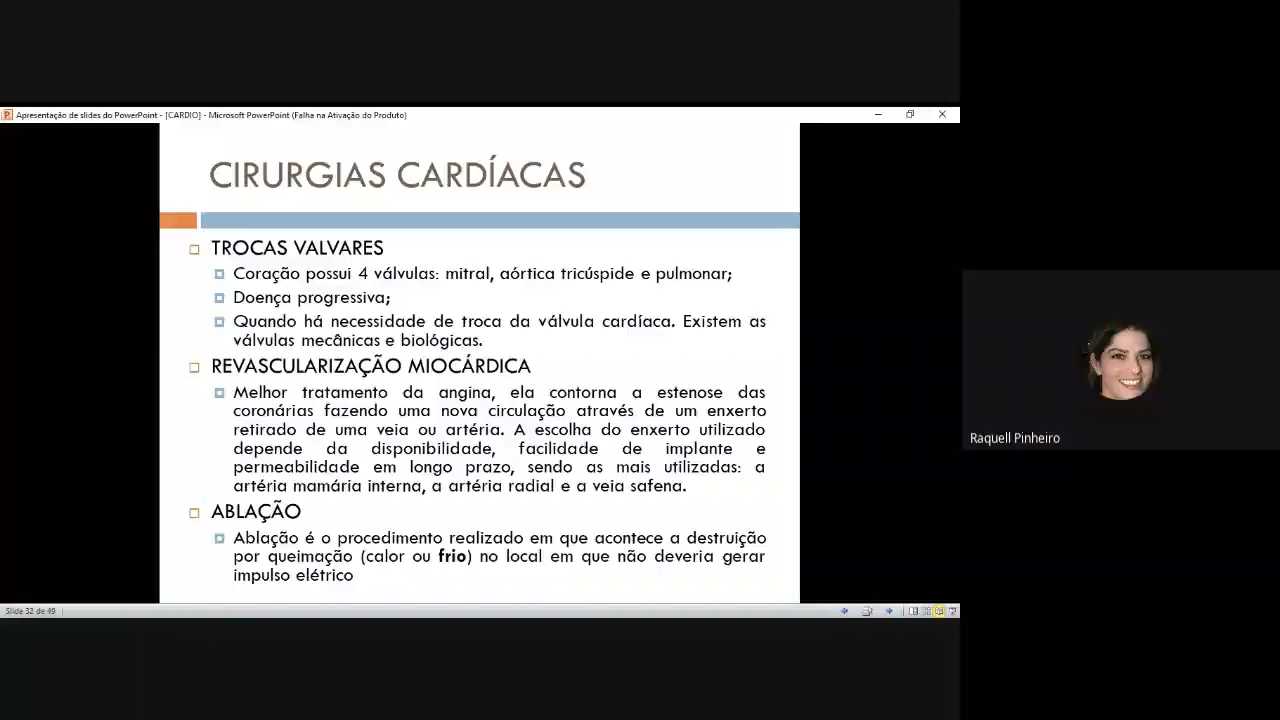 Apresentação de slides do PowerPoint - [CARDIO] - Microsoft PowerPoint (Falha na Ativação do Produto)
CIRURGIAS CARDÍACAS
TROCAS VALVARES
Coração possui 4 válvulas: mitral, aórtica tricúspide e pulmonar;
Doença progressiva;
Quando há necessidade de troca da válvula cardíaca. Existem as
válvulas mecânicas e biológicas.
REVASCULARIZAÇÃO MIOCÁRDICA
Melhor tratamento da angina, ela contorna a estenose das
coronárias fazendo uma nova circulação através de um enxerto
retirado de uma veia ou artéria. A escolha do enxerto utilizado
depende da disponibilidade, facilidade de implante e
permeabilidade em longo prazo, sendo as mais utilizadas: a
artéria mamária interna, a artéria radial e a veia safena.
ABLAÇÃO
Ablação é o procedimento realizado em que acontece a destruição
por queimação (calor ou frio) no local em que não deveria gerar
impulso elétrico
Slide 32 de 49
Raquell Pinheiro